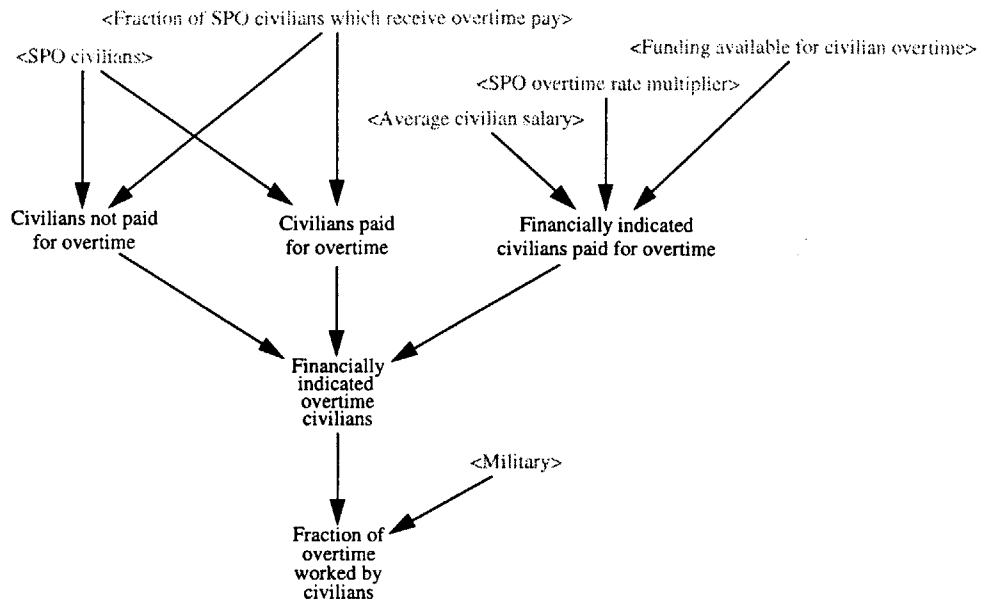 <Fraction of SPO civilians which receive overtime pay>
<SPO civilians>
<Funding available for civilian overtime>
<SPO overtime rate multiplier>
<Average civilian salary>
Civilians not paid
for overtime
Civilians paid
for overtime
Financially indicated
civilians paid for overtime
Financially
indicated
overtime
civilians
<Military>
Fraction of
overtime
worked by
civilians